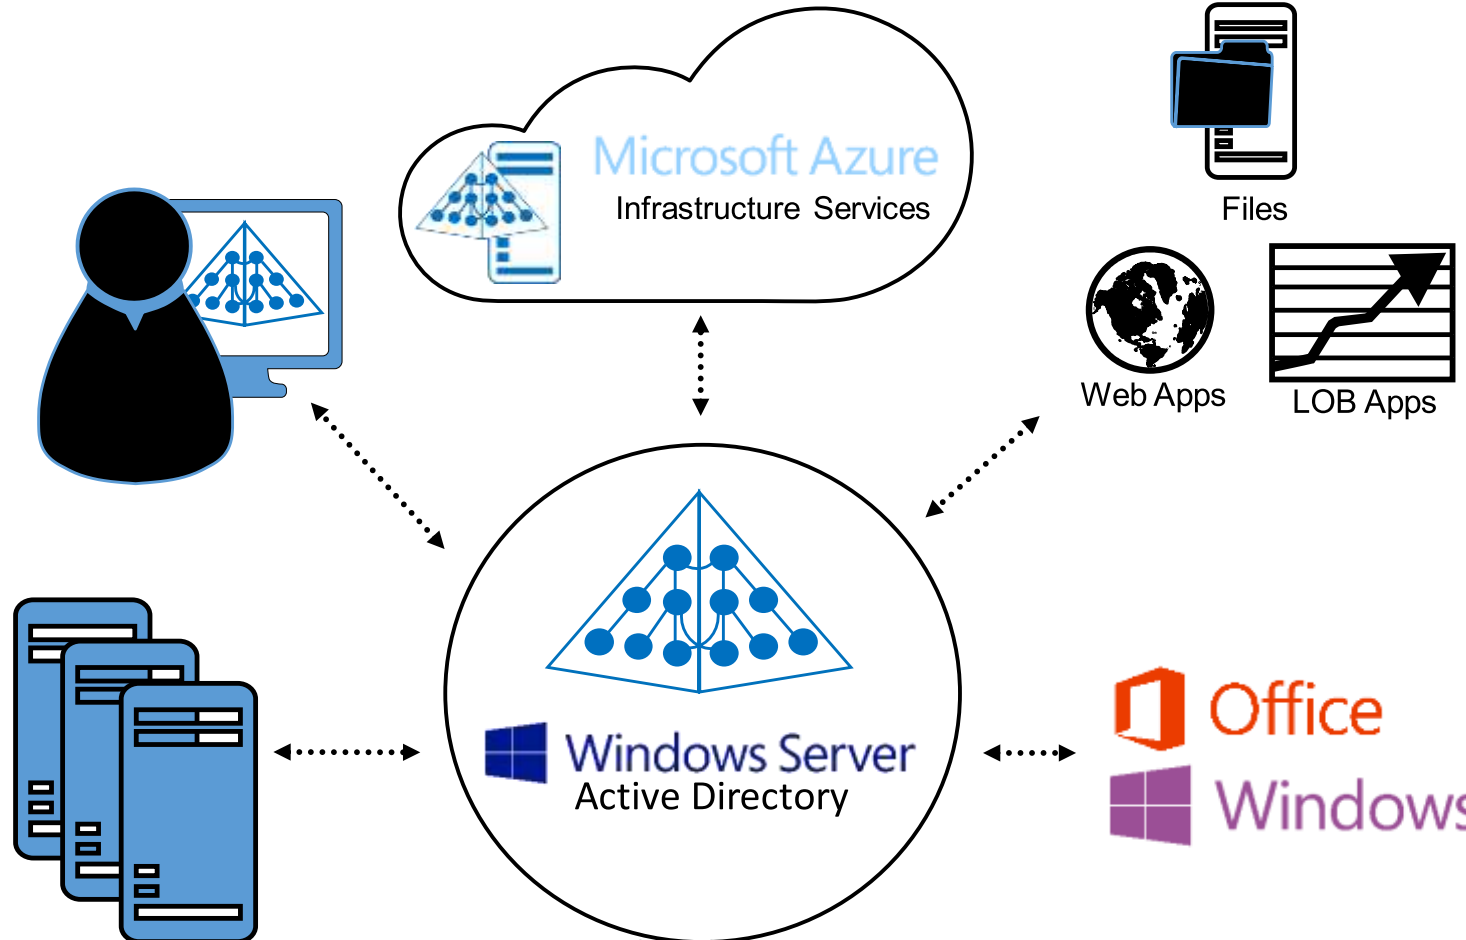 Microsoft Azure
Infrastructure Services
Files
Web Apps
LOB Apps
Windows Server
Active Directory
Office
Windows